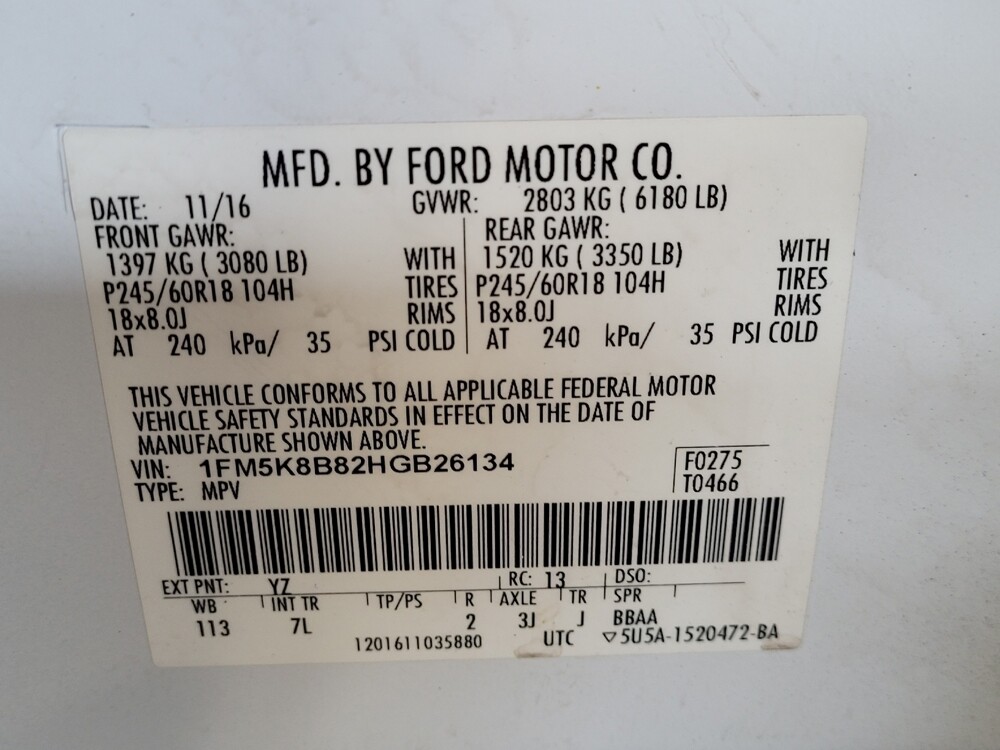 MFD. BY FORD MOTOR CO.
DATE: 11/16 GVWR: 2803 KG ( 6180 LB)
FRONT GAWR: REAR GAWR:
1397 KG ( 3080 LB) WITH 1520 KG ( 3350 LB) WITH
P245/60R18 104H TIRES P245/60R18 104H TIRES
18x8.0J RIMS 18x8.0J RIMS
AT 240 kPa/ 35 PSI COLD AT 240 kPa/ 35 PSI COLD
THIS VEHICLE CONFORMS TO ALL APPLICABLE FEDERAL MOTOR
VEHICLE SAFETY STANDARDS IN EFFECT ON THE DATE OF
MANUFACTURE SHOWN ABOVE.
VIN: 1FM5K8B82HGB26134 F0275
TYPE: MPV T0466
EXT PNT: YZ RC: 13 DSO:
WB INT TR TP/PS R AXLE TR SPR
113 7L 2 3J J BBAA
1201611035880 UTC ▽5U5A-1520472-BA